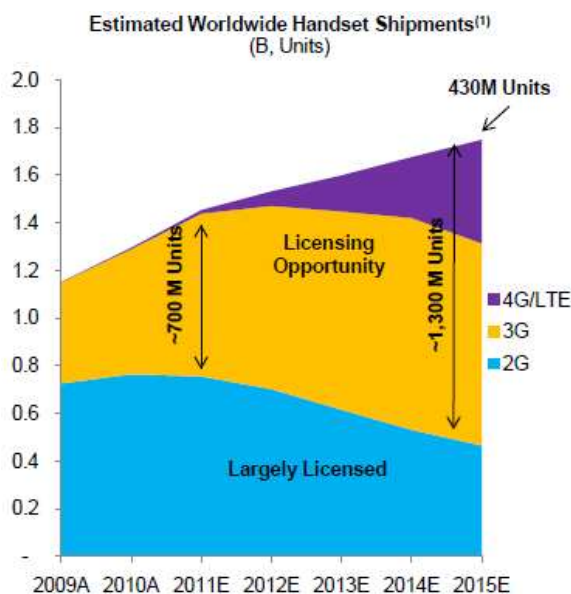 Estimated Worldwide Handset Shipments(1)
(B, Units)
2.0
1.8
1.6
1.4
1.2
1.0
0.8
0.6
0.4
0.2
-
430M Units
Licensing
Opportunity
~700 M Units
~1,300 M Units
4G/LTE
3G
2G
Largely Licensed
2009A 2010A 2011E 2012E 2013E 2014E 2015E